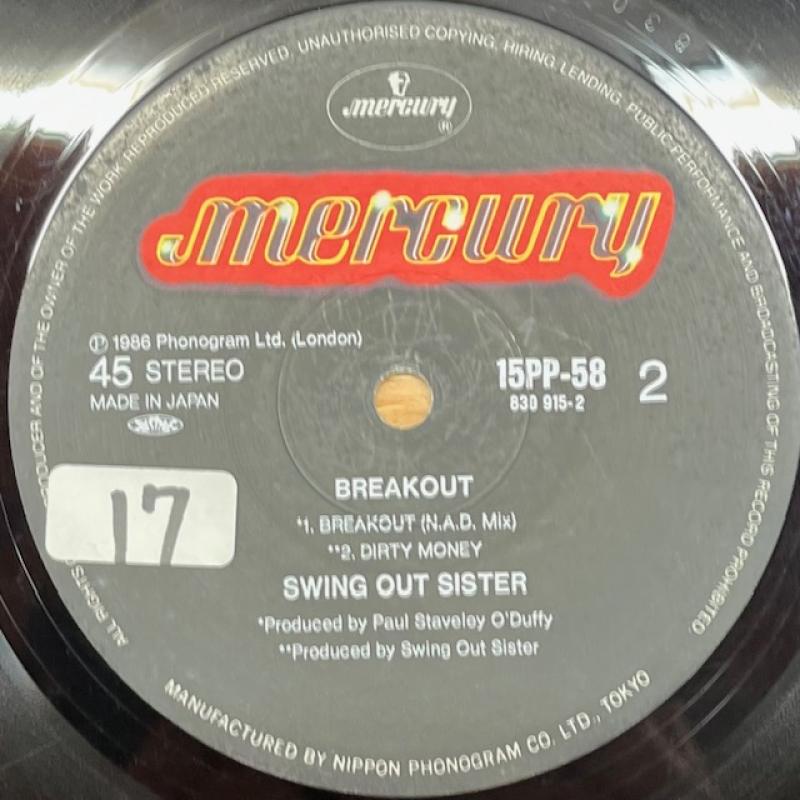 ALL RIGHTS
PRODUCER AND OF THE OWNER OF THE WORK REPRODUCED RESERVED. UNAUTHORISED COPYING, HIRING, LENDING, PUBLIC PERFORMANCE AND BROADCASTING OF THIS RECORD PROHIBITED
mercury
®
mercury
Ⓟ 1986 Phonogram Ltd. (London)
45 STEREO
MADE IN JAPAN
15PP-58
830 915-2
2
17
BREAKOUT
*1. BREAKOUT (N.A.D. Mix)
**2. DIRTY MONEY
SWING OUT SISTER
*Produced by Paul Staveley O'Duffy
**Produced by Swing Out Sister
MANUFACTURED BY NIPPON PHONOGRAM CO. LTD., TOKYO